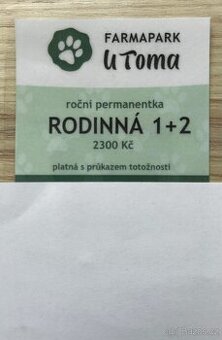 FARMAPARK
U Toma
roční permanentka
RODINNÁ 1+2
2300 Kč
platná s průkazem totožnosti